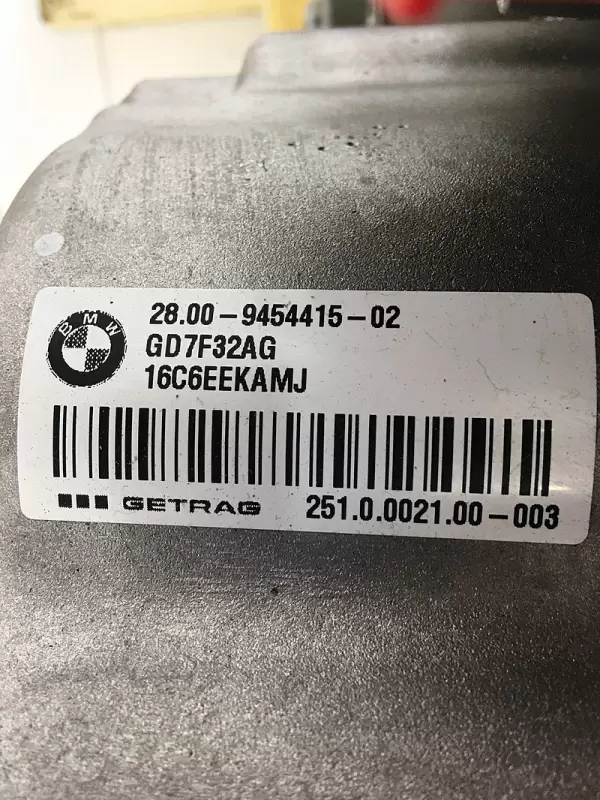 BMW
28.00-9454415-02
GD7F32AG
16C6EEKAMJ
GETRAG 251.0.0021.00-003